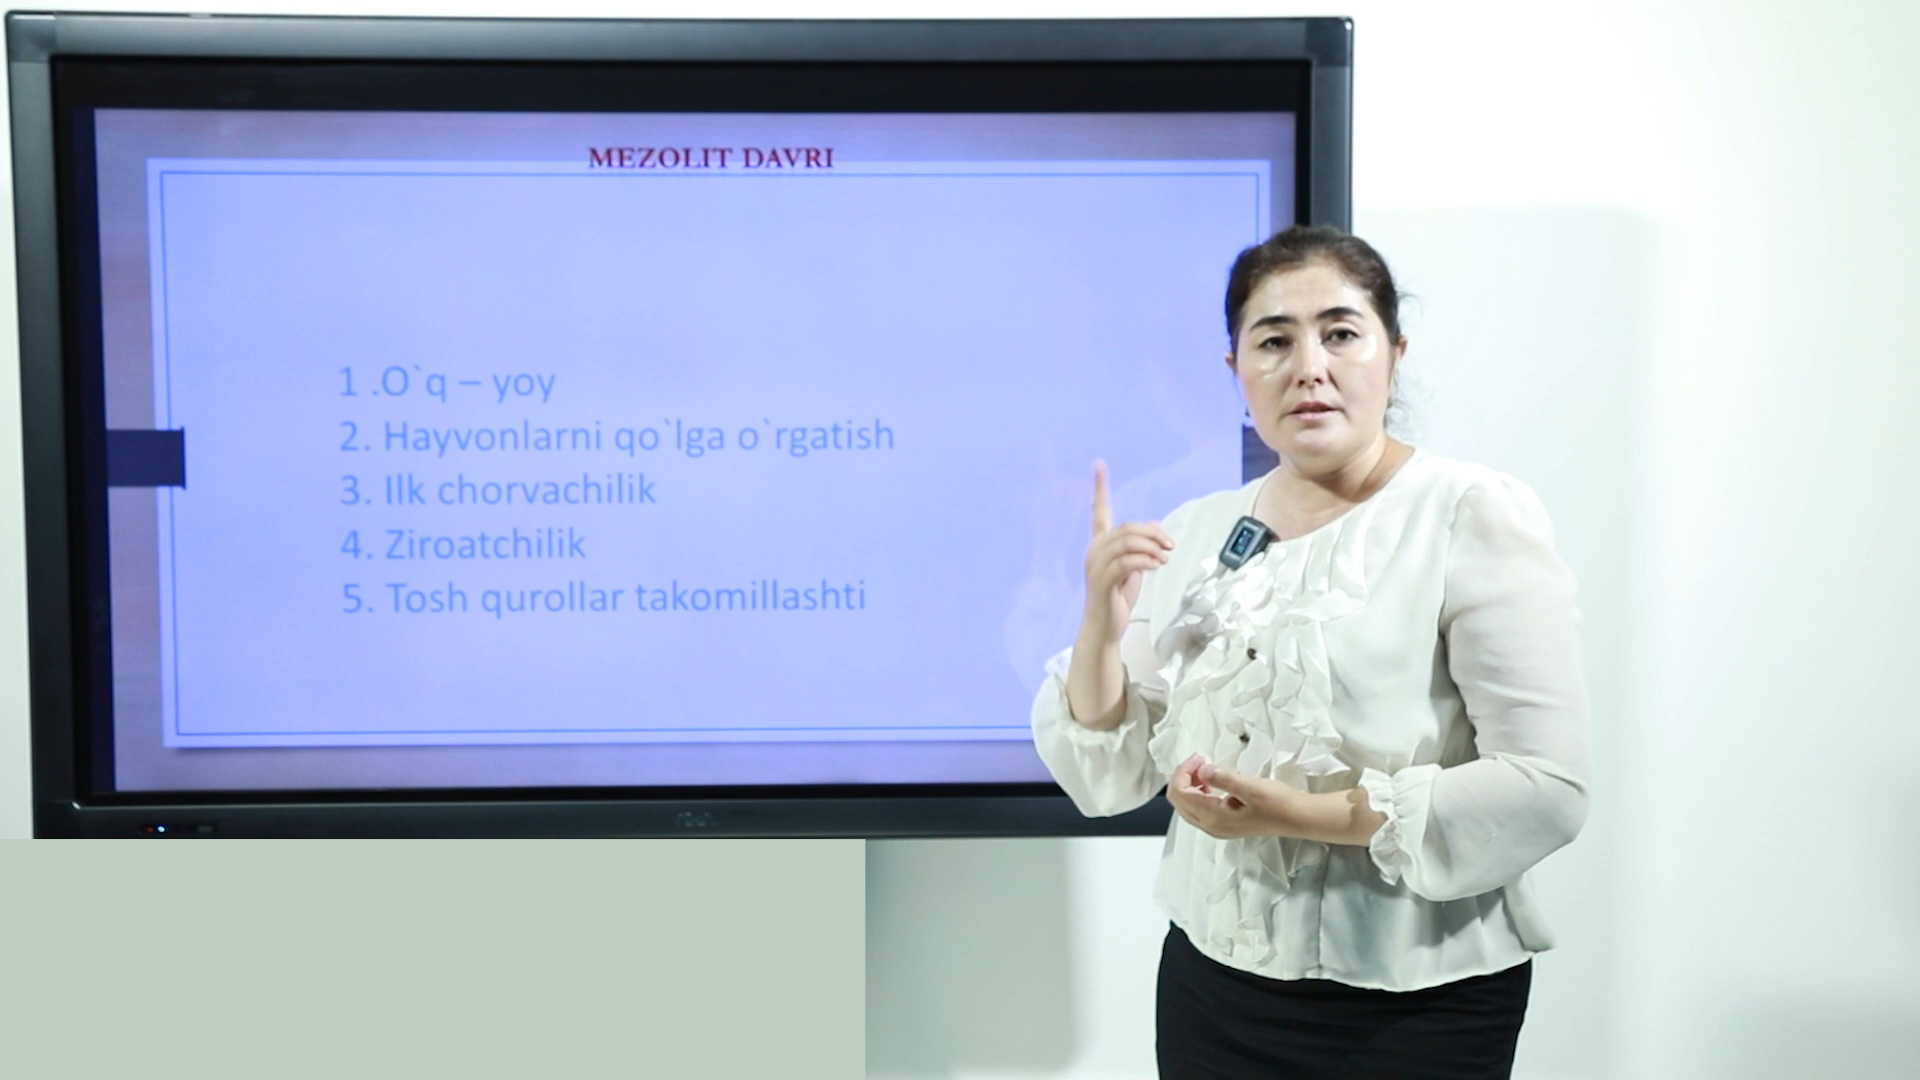 MEZOLIT DAVRI
1 .O`q – yoy
2. Hayvonlarni qo`lga o`rgatish
3. Ilk chorvachilik
4. Ziroatchilik
5. Tosh qurollar takomillashti